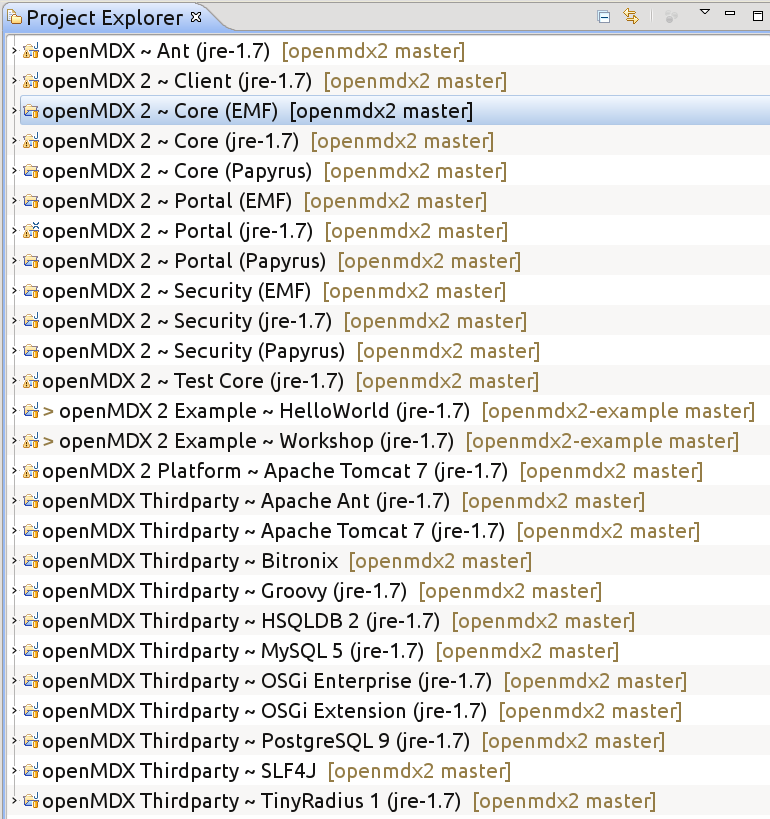 Project Explorer
openMDX ~ Ant (jre-1.7) [openmdx2 master]
openMDX 2 ~ Client (jre-1.7) [openmdx2 master]
openMDX 2 ~ Core (EMF) [openmdx2 master]
openMDX 2 ~ Core (jre-1.7) [openmdx2 master]
openMDX 2 ~ Core (Papyrus) [openmdx2 master]
openMDX 2 ~ Portal (EMF) [openmdx2 master]
openMDX 2 ~ Portal (jre-1.7) [openmdx2 master]
openMDX 2 ~ Portal (Papyrus) [openmdx2 master]
openMDX 2 ~ Security (EMF) [openmdx2 master]
openMDX 2 ~ Security (jre-1.7) [openmdx2 master]
openMDX 2 ~ Security (Papyrus) [openmdx2 master]
openMDX 2 ~ Test Core (jre-1.7) [openmdx2 master]
> openMDX 2 Example ~ HelloWorld (jre-1.7) [openmdx2-example master]
> openMDX 2 Example ~ Workshop (jre-1.7) [openmdx2-example master]
openMDX 2 Platform ~ Apache Tomcat 7 (jre-1.7) [openmdx2 master]
openMDX Thirdparty ~ Apache Ant (jre-1.7) [openmdx2 master]
openMDX Thirdparty ~ Apache Tomcat 7 (jre-1.7) [openmdx2 master]
openMDX Thirdparty ~ Bitronix [openmdx2 master]
openMDX Thirdparty ~ Groovy (jre-1.7) [openmdx2 master]
openMDX Thirdparty ~ HSQLDB 2 (jre-1.7) [openmdx2 master]
openMDX Thirdparty ~ MySQL 5 (jre-1.7) [openmdx2 master]
openMDX Thirdparty ~ OSGi Enterprise (jre-1.7) [openmdx2 master]
openMDX Thirdparty ~ OSGi Extension (jre-1.7) [openmdx2 master]
openMDX Thirdparty ~ PostgreSQL 9 (jre-1.7) [openmdx2 master]
openMDX Thirdparty ~ SLF4J [openmdx2 master]
openMDX Thirdparty ~ TinyRadius 1 (jre-1.7) [openmdx2 master]